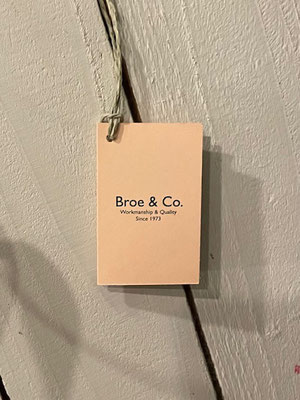 Broe & Co.
Workmanship & Quality
Since 1973